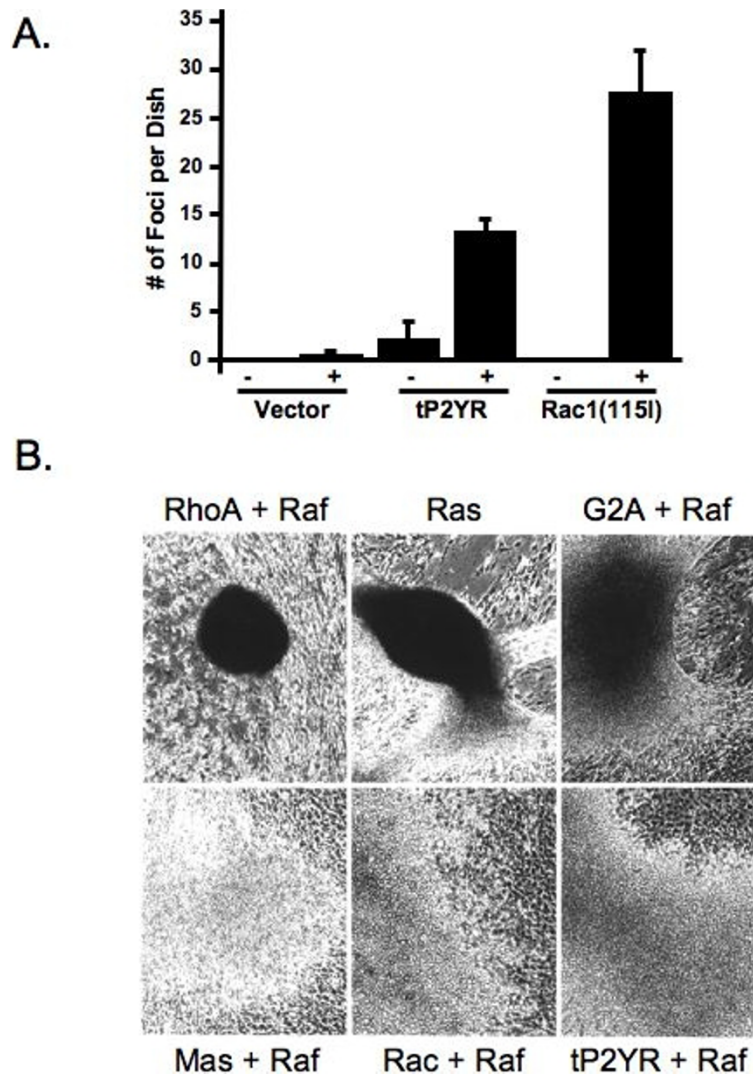 A.
# of Foci per Dish
35
30
25
20
15
10
5
0
- + - + - +
Vector tP2YR Rac1(115I)
B.
RhoA + Raf Ras G2A + Raf
Mas + Raf Rac + Raf tP2YR + Raf